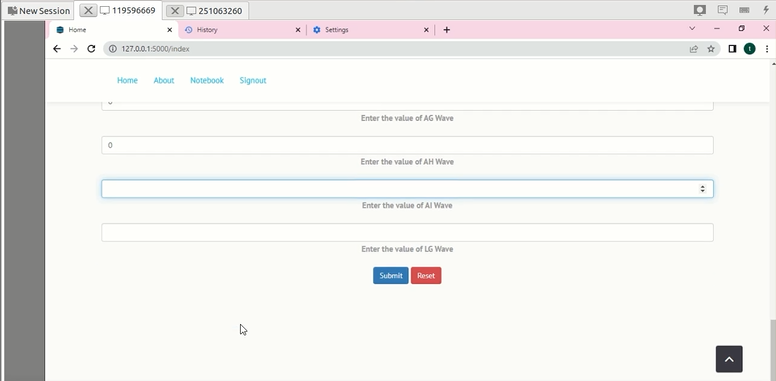 New Session
119596669
251063260
Home
History
Settings
127.0.0.1:5000/index
t
Home About Notebook Signout
Enter the value of AG Wave
0
Enter the value of AH Wave
Enter the value of AI Wave
Enter the value of LG Wave
Submit Reset